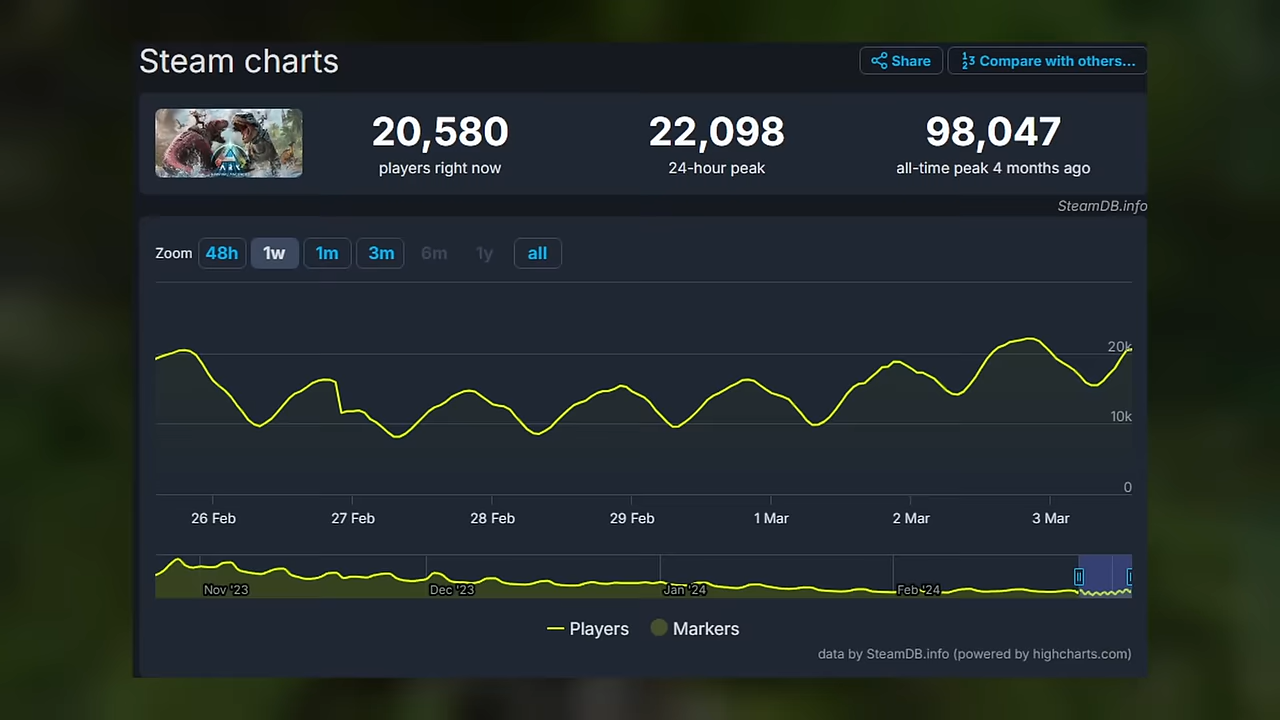 Steam charts
Share
Compare with others...
20,580
22,098
98,047
players right now
24-hour peak
all-time peak 4 months ago
SteamDB.info
Zoom 48h 1w 1m 3m 6m 1y all
20k
10k
0
26 Feb 27 Feb 28 Feb 29 Feb 1 Mar 2 Mar 3 Mar
Nov '23 Dec '23 Jan '24 Feb '24
Players Markers
data by SteamDB.info (powered by highcharts.com)